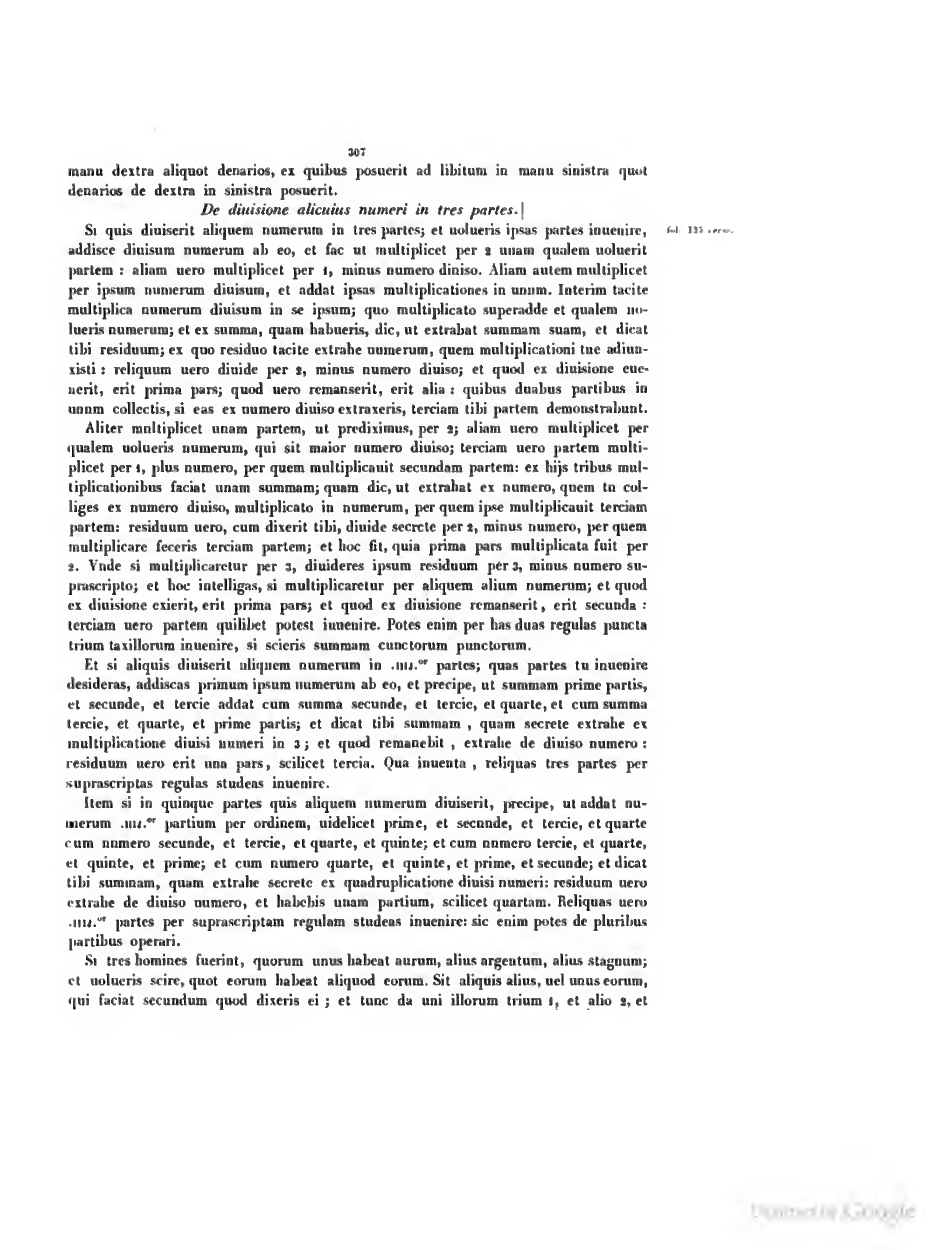 307
manu dextra aliquot denarios, ex quibus posuerit ad libitum in manu sinistra quot
denarios de dextra in sinistra posuerit.
De diuisione alicuius numeri in tres partes.|
Si quis diuiserit aliquem numerum in tres partes; et uolueris ipsas partes inuenire,
fol. 135 verso.
addisce diuisum numerum ab eo, et fac ut multiplicet per 2 unam qualem uoluerit
partem : aliam uero multiplicet per 1, minus numero diuiso. Aliam autem multiplicet
per ipsum numerum diuisum, et addat ipsas multiplicationes in unum. Interim tacite
multiplica numerum diuisum in se ipsum; quo multiplicato superadde et qualem uo-
lueris numerum; et ex summa, quam habueris, dic, ut extrahat summam suam, et dicat
tibi residuum; ex quo residuo tacite extrahe numerum, quem multiplicationi tue adiun-
xisti : reliquum uero diuide per 2, minus numero diuiso; et quod ex diuisione eue-
nerit, erit prima pars; quod uero remanserit, erit alia : quibus duabus partibus in
unum collectis, si eas ex numero diuiso extraxeris, terciam tibi partem demonstrabunt.
Aliter multiplicet unam partem, ut prediximus, per 2; aliam uero multiplicet per
qualem uolueris numerum, qui sit maior numero diuiso; terciam uero partem multi-
plicet per 1, plus numero, per quem multiplicauit secundam partem: ex hijs tribus mul-
tiplicationibus faciat unam summam; quam dic, ut extrahat ex numero, quem tu col-
liges ex numero diuiso, multiplicato in numerum, per quem ipse multiplicauit terciam
partem: residuum uero, cum dixerit tibi, diuide secrete per 2, minus numero, per quem
multiplicare feceris terciam partem; et hoc fit, quia prima pars multiplicata fuit per
2. Vnde si multiplicaretur per 3, diuideres ipsum residuum per 3, minus numero su-
prascripto; et hoc intelligas, si multiplicaretur per aliquem alium numerum; et quod
ex diuisione exierit, erit prima pars; et quod ex diuisione remanserit, erit secunda :
terciam uero partem quilibet potest inuenire. Potes enim per has duas regulas puncta
trium taxillorum inuenire, si scieris summam cunctorum punctorum.
Et si aliquis diuiserit aliquem numerum in .IIIJ.or partes; quas partes tu inuenire
desideras, addiscas primum ipsum numerum ab eo, et precipe, ut summam prime partis,
et secunde, et tercie addat cum summa secunde, et tercie, et quarte, et cum summa
tercie, et quarte, et prime partis; et dicat tibi summam , quam secrete extrahe ex
multiplicatione diuisi numeri in 3 ; et quod remanebit , extrahe de diuiso numero :
residuum uero erit una pars, scilicet tercia. Qua inuenta , reliquas tres partes per
suprascriptas regulas studeas inuenire.
Item si in quinque partes quis aliquem numerum diuiserit, precipe, ut addat nu-
merum .IIIJ.or partium per ordinem, uidelicet prime, et secunde, et tercie, et quarte
cum numero secunde, et tercie, et quarte, et quinte; et cum numero tercie, et quarte,
et quinte, et prime; et cum numero quarte, et quinte, et prime, et secunde; et dicat
tibi summam, quam extrahe secrete ex quadruplicatione diuisi numeri: residuum uero
extrahe de diuiso numero, et habebis unam partium, scilicet quartam. Reliquas uero
.IIIJ.or partes per suprascriptam regulam studeas inuenire: sic enim potes de pluribus
partibus operari.
Si tres homines fuerint, quorum unus habeat aurum, alius argentum, alius stagnum;
et uolueris scire, quot eorum habeat aliquod eorum. Sit aliquis alius, uel unus eorum,
qui faciat secundum quod dixeris ei ; et tunc da uni illorum trium 1, et alio 2, et
Digitized by Google